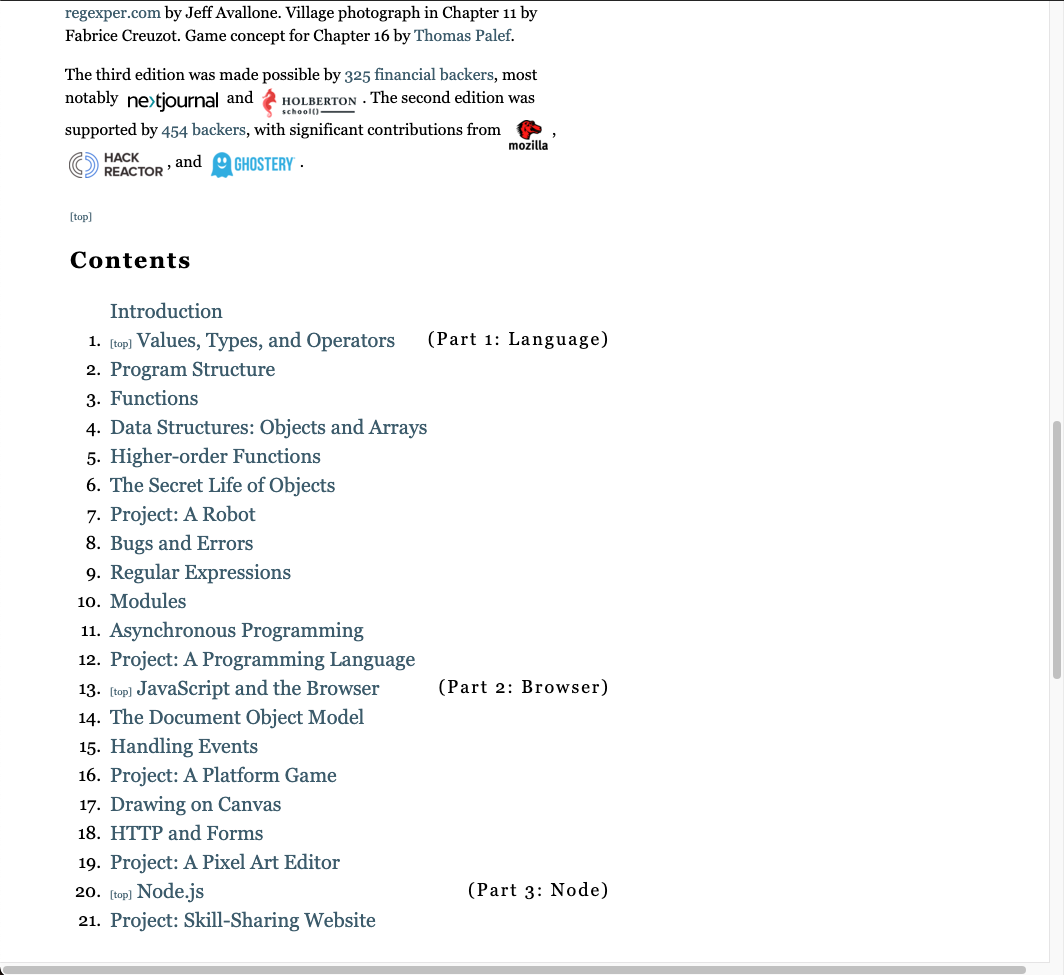 regexper.com by Jeff Avallone. Village photograph in Chapter 11 by
Fabrice Creuzot. Game concept for Chapter 16 by Thomas Palef.
The third edition was made possible by 325 financial backers, most
notably nextjournal and HOLBERTON school() . The second edition was
supported by 454 backers, with significant contributions from mozilla ,
HACK REACTOR , and GHOSTERY .
[top]
Contents
Introduction
1. [top] Values, Types, and Operators (Part 1: Language)
2. Program Structure
3. Functions
4. Data Structures: Objects and Arrays
5. Higher-order Functions
6. The Secret Life of Objects
7. Project: A Robot
8. Bugs and Errors
9. Regular Expressions
10. Modules
11. Asynchronous Programming
12. Project: A Programming Language
13. [top] JavaScript and the Browser (Part 2: Browser)
14. The Document Object Model
15. Handling Events
16. Project: A Platform Game
17. Drawing on Canvas
18. HTTP and Forms
19. Project: A Pixel Art Editor
20. [top] Node.js (Part 3: Node)
21. Project: Skill-Sharing Website